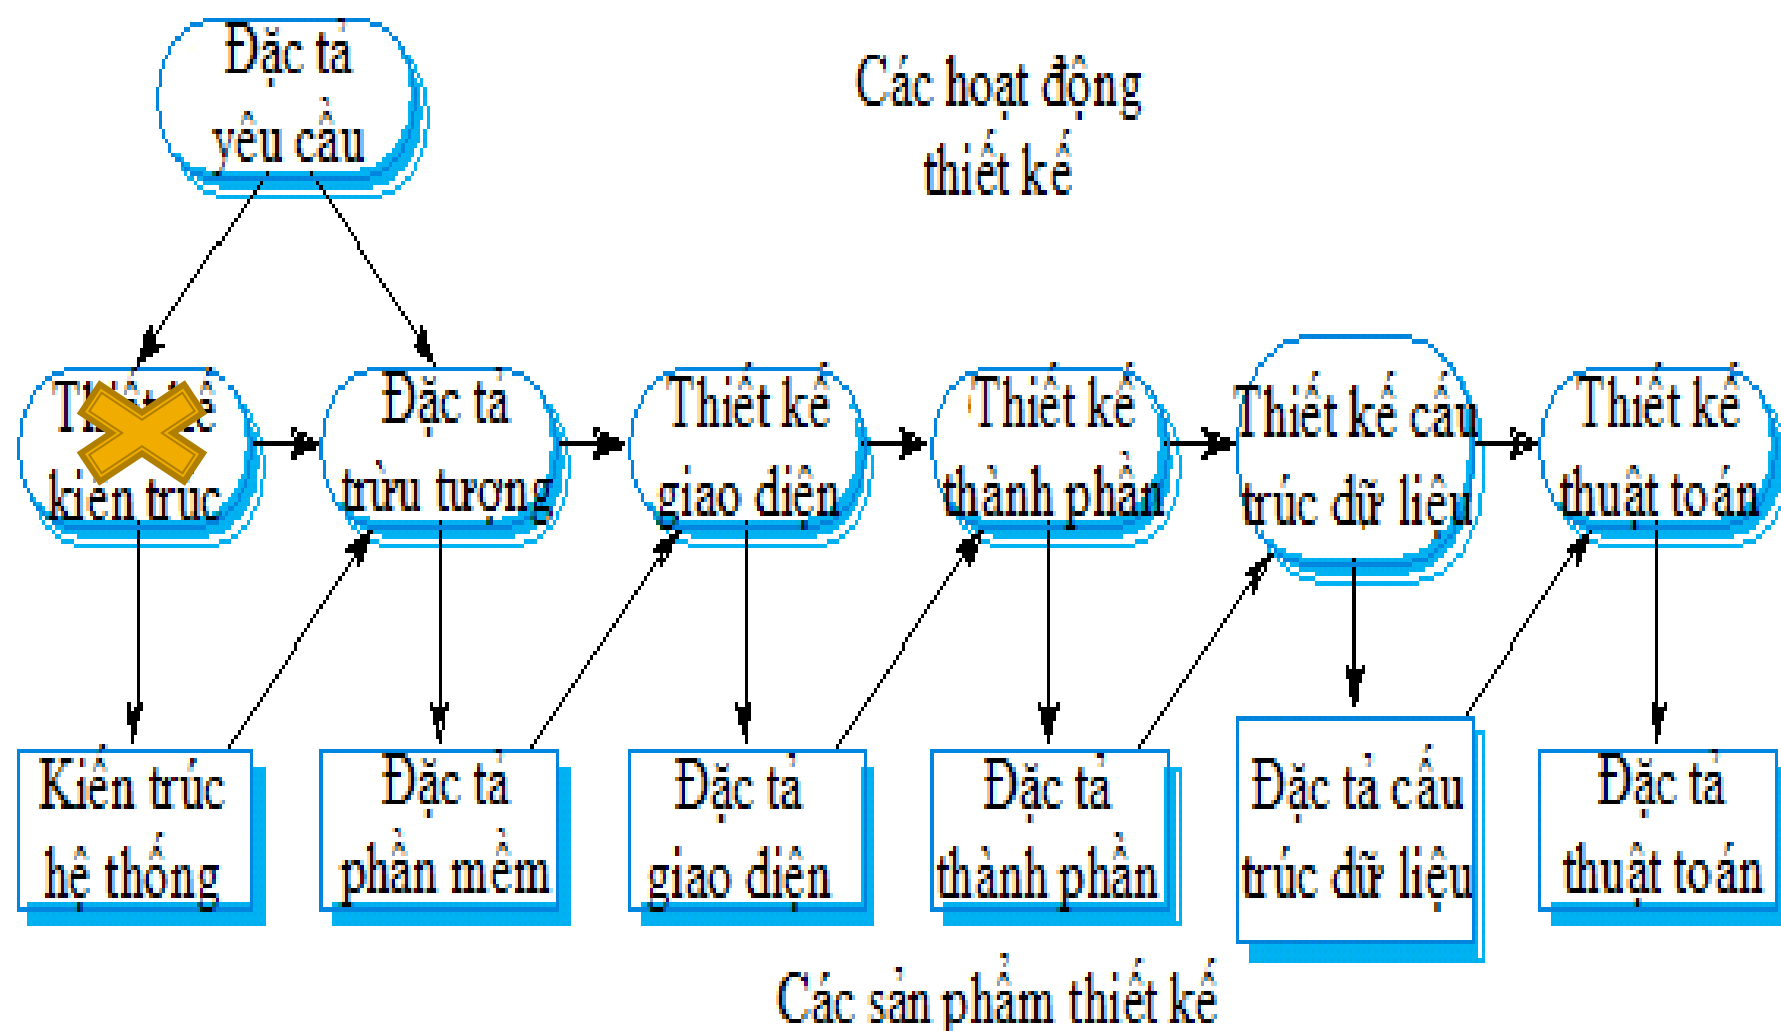 Đặc tả
yêu cầu
Các hoạt động
thiết kế
kiến trúc
Đặc tả
trừu tượng
Thiết kế
giao diện
Thiết kế
thành phần
Thiết kế cấu
trúc dữ liệu
Thiết kế
thuật toán
Kiến trúc
hệ thống
Đặc tả
phần mềm
Đặc tả
giao diện
Đặc tả
thành phần
Đặc tả cấu
trúc dữ liệu
Đặc tả
thuật toán
Các sản phẩm thiết kế